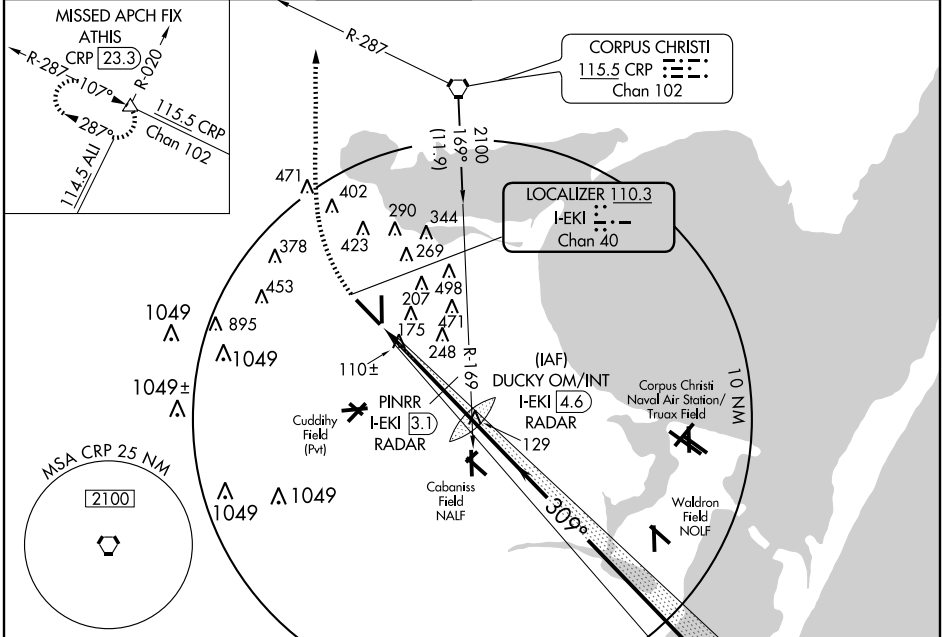 MISSED APCH FIX
ATHIS
CRP 23.3
R-020
R-287
107°
287°
115.5 CRP
Chan 102
114.5 ALI
R-287
CORPUS CHRISTI
115.5 CRP
Chan 102
2100
169°
(11.9)
LOCALIZER 110.3
I-EKI
Chan 40
471
402
290
344
423
269
378
498
453
207
471
895
175
248
1049
1049
1049±
110±
R-169
(IAF)
DUCKY OM/INT
I-EKI 4.6
RADAR
PINRR
I-EKI 3.1
RADAR
129
10 NM
Corpus Christi
Naval Air Station/
Truax Field
Cuddihy
Field
(Pvt)
Cabaniss
Field
NALF
MSA CRP 25 NM
2100
1049
1049
309°
Waldron
Field
NOLF